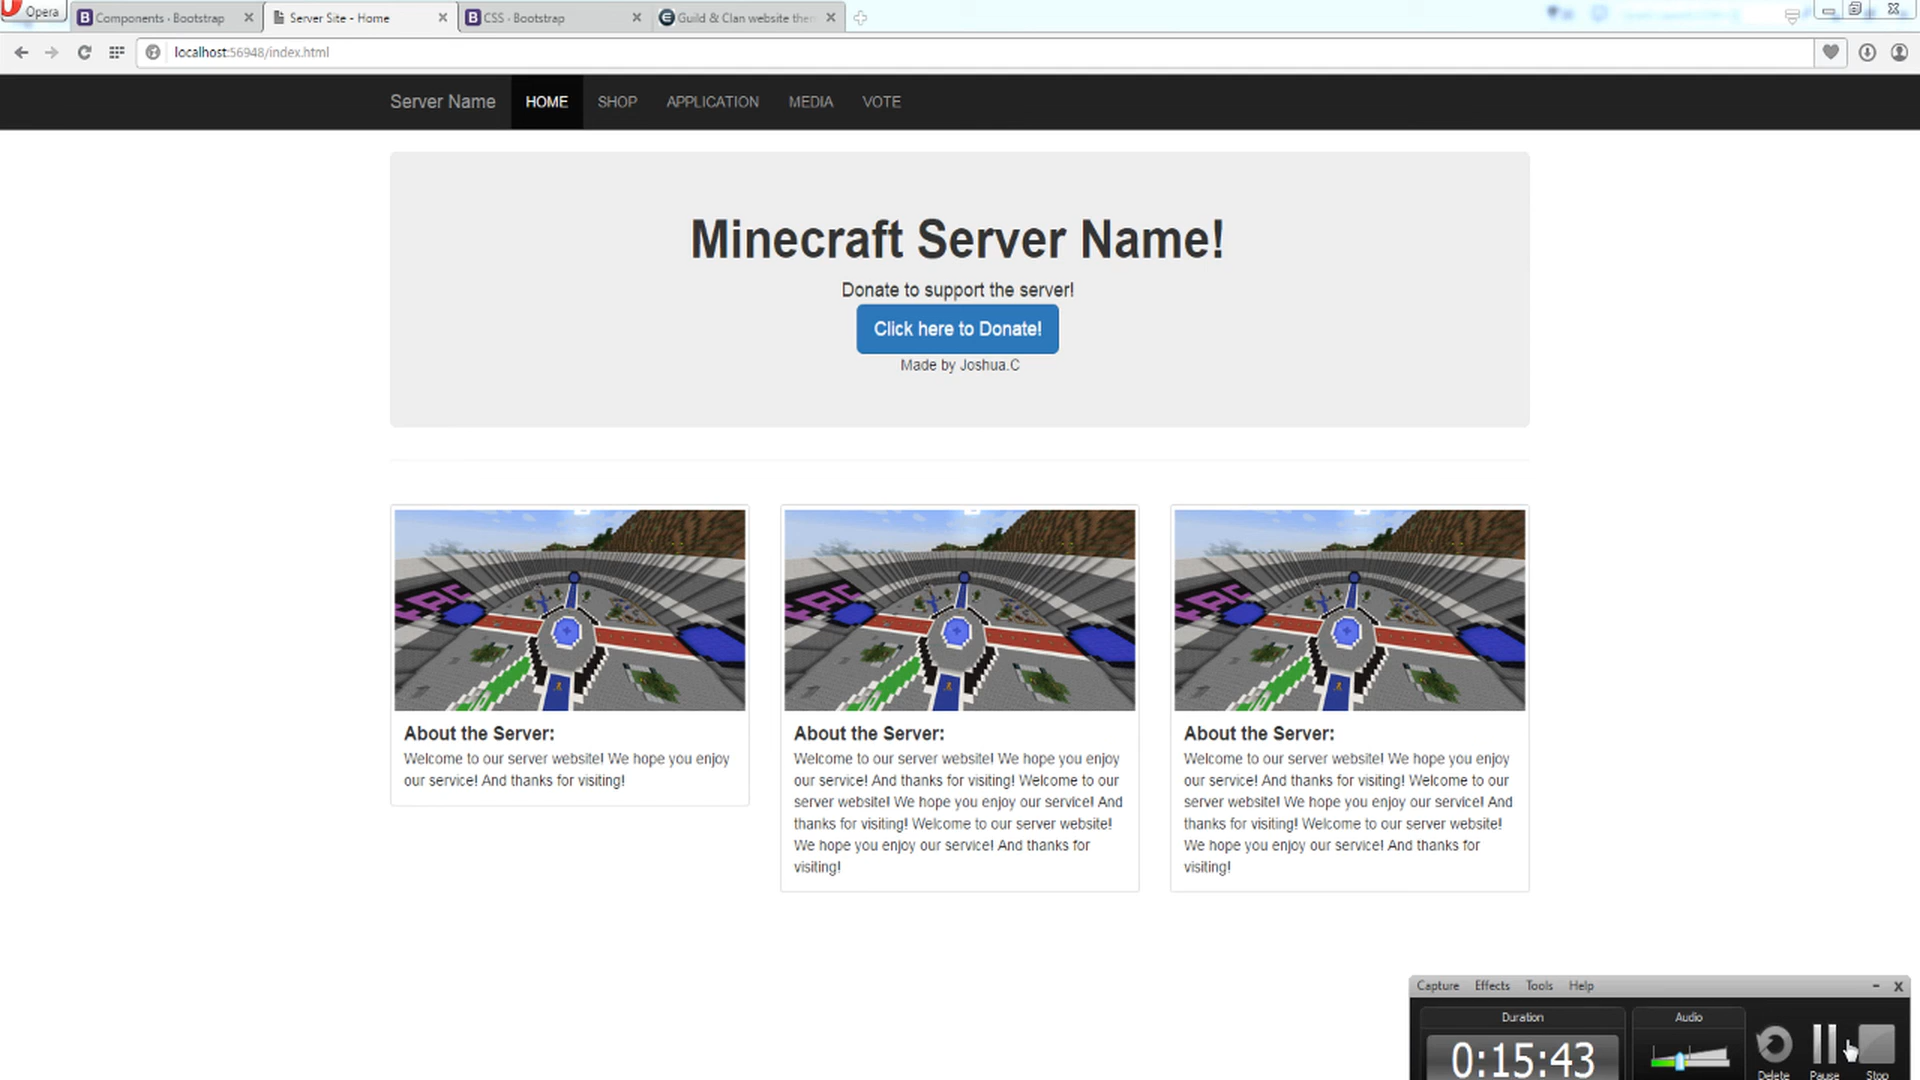 Opera
Components · Bootstrap
Server Site - Home
CSS · Bootstrap
Guild & Clan website then
localhost:56948/index.html
Server Name
HOME
SHOP
APPLICATION
MEDIA
VOTE
Minecraft Server Name!
Donate to support the server!
Click here to Donate!
Made by Joshua.C
About the Server:
Welcome to our server website! We hope you enjoy
our service! And thanks for visiting!
About the Server:
Welcome to our server website! We hope you enjoy
our service! And thanks for visiting! Welcome to our
server website! We hope you enjoy our service! And
thanks for visiting! Welcome to our server website!
We hope you enjoy our service! And thanks for
visiting!
About the Server:
Welcome to our server website! We hope you enjoy
our service! And thanks for visiting! Welcome to our
server website! We hope you enjoy our service! And
thanks for visiting! Welcome to our server website!
We hope you enjoy our service! And thanks for
visiting!
Capture Effects Tools Help
Duration
Audio
0:15:43
Delete
Pause
Stop